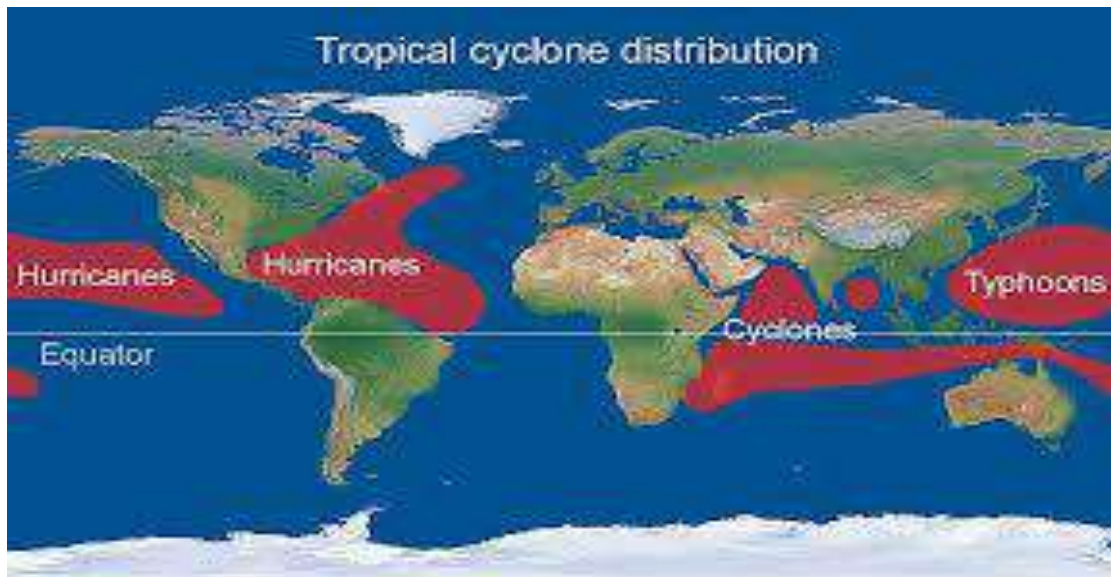 Tropical cyclone distribution
Hurricanes
Hurricanes
Typhoons
Cyclones
Equator